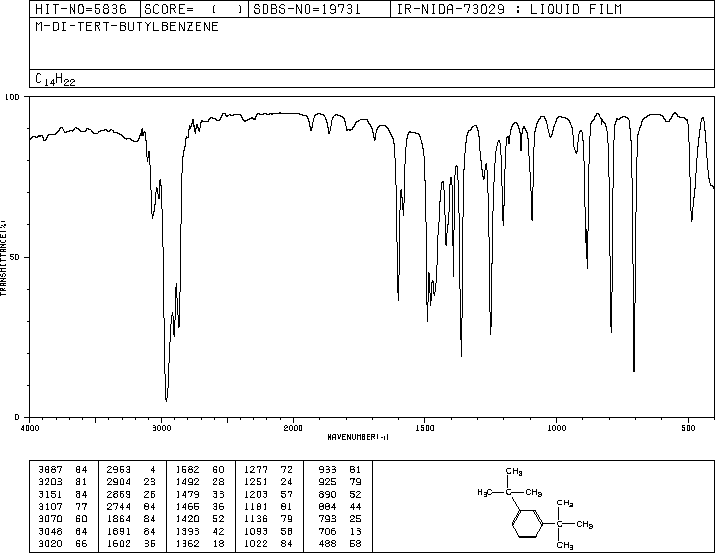 HIT-NO=5836 SCORE= ( ) SDBS-NO=19731 IR-NIDA-73029 : LIQUID FILM
M-DI-TERT-BUTYLBENZENE
C14H22
100
TRANSMITTANCE(%)
50
0
4000 3000 2000 1500 1000 500
WAVENUMBER(-1)
3887 84 2963 4 1582 60 1277 72 933 81
3203 81 2904 23 1492 28 1251 24 925 79
3151 84 2869 26 1479 33 1203 57 890 52
3107 77 2744 84 1466 36 1181 81 884 44
3070 60 1864 84 1420 52 1136 79 793 25
3048 64 1691 84 1393 42 1093 58 706 13
3020 66 1602 35 1362 18 1022 84 488 58
CH3
H3C CH3
CH3
CH3
CH3